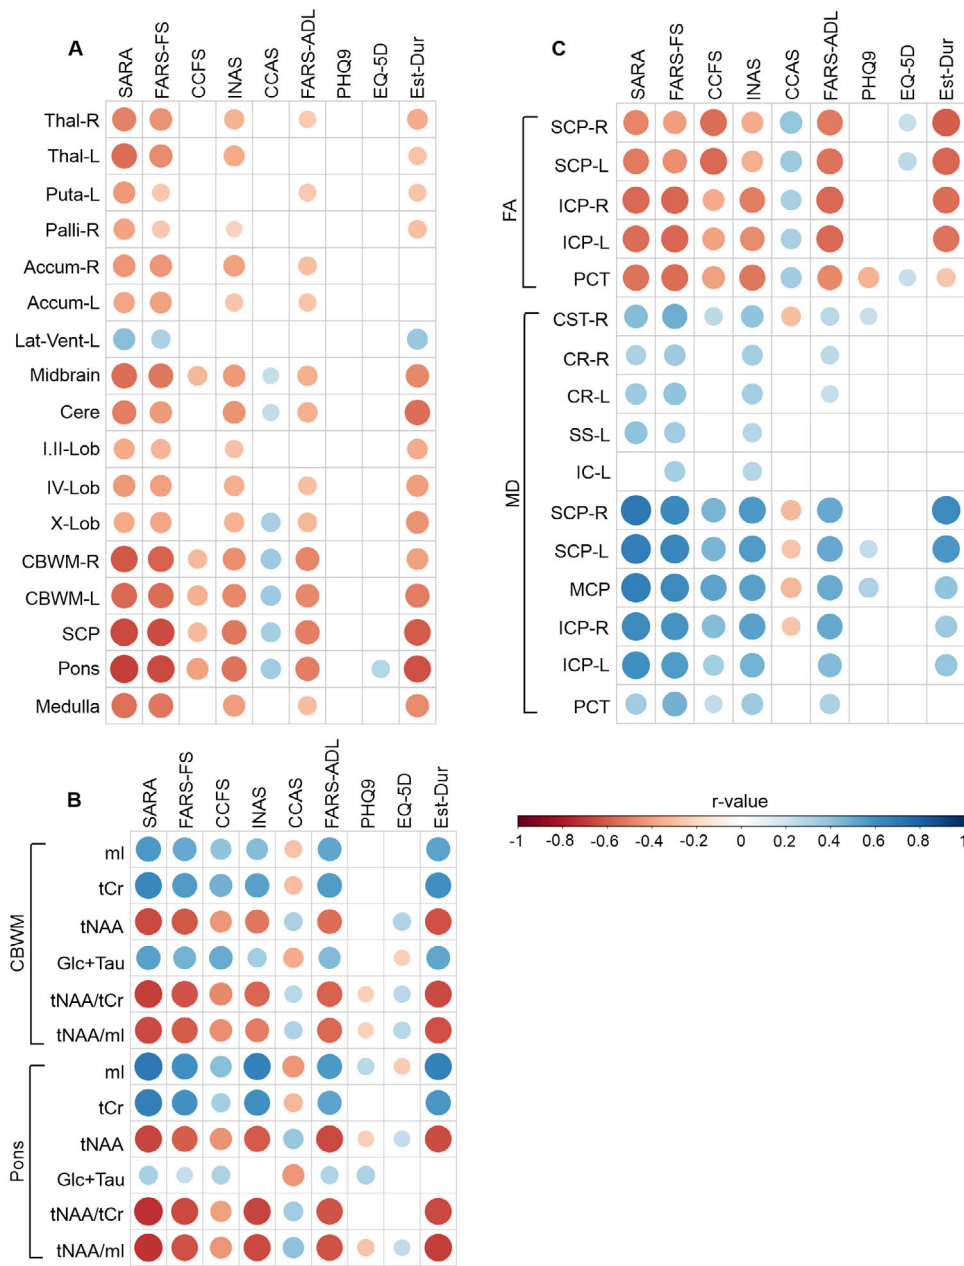 A
SARA FARS-FS CCFS INAS CCAS FARS-ADL PHQ9 EQ-5D Est-Dur
Thal-R
Thal-L
Puta-L
Palli-R
Accum-R
Accum-L
Lat-Vent-L
Midbrain
Cere
I.II-Lob
IV-Lob
X-Lob
CBWM-R
CBWM-L
SCP
Pons
Medulla
B
SARA FARS-FS CCFS INAS CCAS FARS-ADL PHQ9 EQ-5D Est-Dur
CBWM
mI
tCr
tNAA
Glc+Tau
tNAA/tCr
tNAA/mI
Pons
mI
tCr
tNAA
Glc+Tau
tNAA/tCr
tNAA/mI
C
SARA FARS-FS CCFS INAS CCAS FARS-ADL PHQ9 EQ-5D Est-Dur
FA
SCP-R
SCP-L
ICP-R
ICP-L
PCT
MD
CST-R
CR-R
CR-L
SS-L
IC-L
SCP-R
SCP-L
MCP
ICP-R
ICP-L
PCT
r-value
-1 -0.8 -0.6 -0.4 -0.2 0 0.2 0.4 0.6 0.8 1